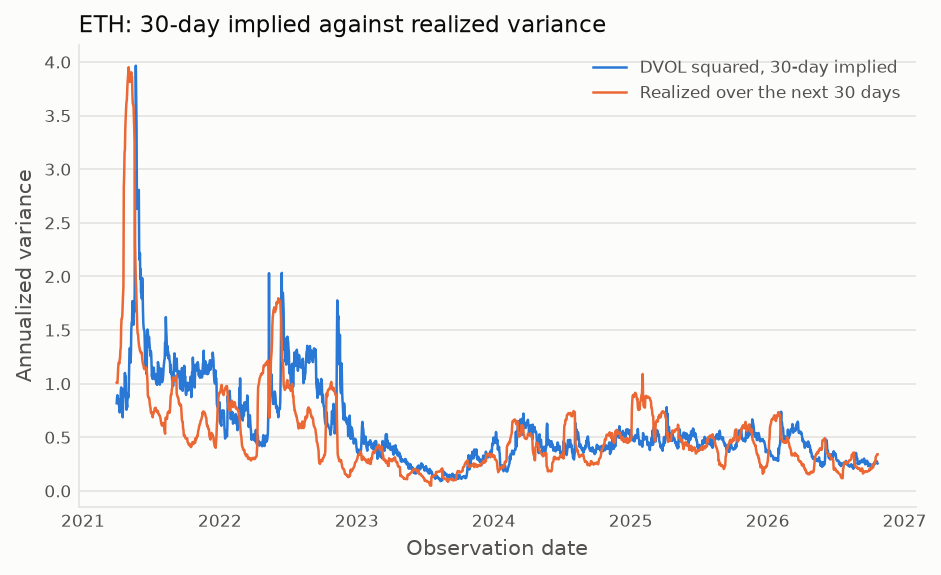 ETH: 30-day implied against realized variance
DVOL squared, 30-day implied
Realized over the next 30 days
Annualized variance
4.0
3.5
3.0
2.5
2.0
1.5
1.0
0.5
0.0
2021 2022 2023 2024 2025 2026 2027
Observation date